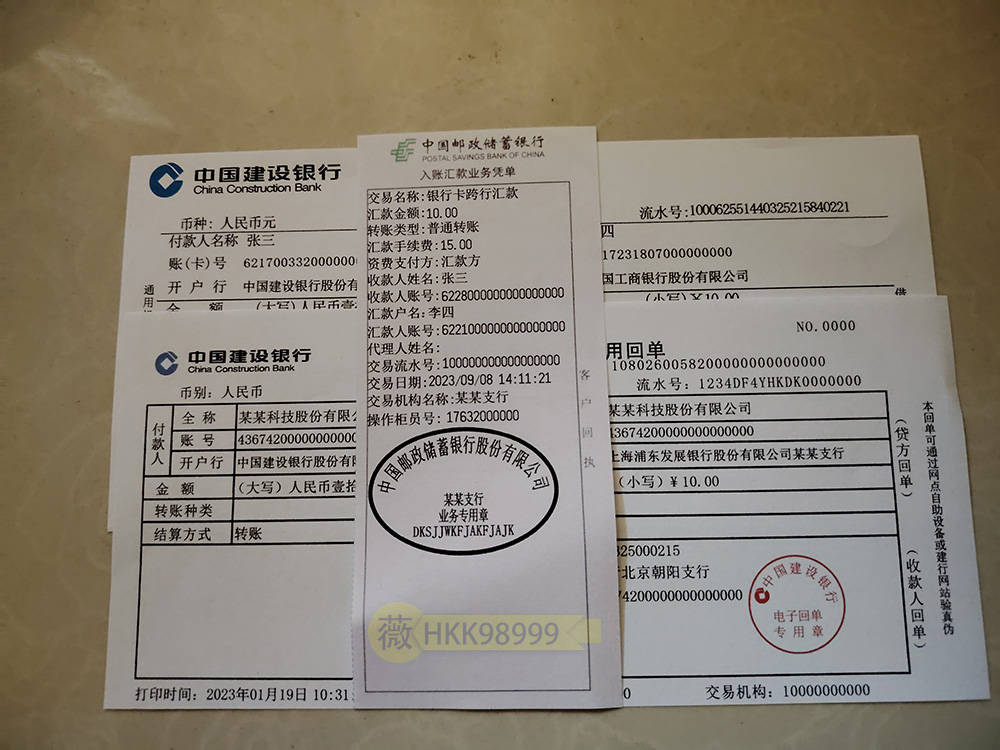 中国建设银行
China Construction Bank
币种：人民币元
付款人名称 张三
账(卡)号 621700332000000
开户行 中国建设银行股份
金额 (大写)人民币壹
通用
中国邮政储蓄银行
POSTAL SAVINGS BANK OF CHINA
入账汇款业务凭单
交易名称:银行卡跨行汇款
汇款金额:10.00
转账类型:普通转账
汇款手续费:15.00
资费支付方:汇款方
收款人姓名:张三
收款人账号:6228000000000000000
汇款户名:李四
汇款人账号:6221000000000000000
代理人姓名:
交易流水号:100000000000000000
交易日期:2023/09/08 14:11:21
交易机构名称:某某支行
操作柜员号:17632000000
客户回执
中国邮政储蓄银行股份有限公司
某某支行
业务专用章
DKSJJWKFJAKFJAJK
薇 HKK98999
流水号:100062551440325215840221
四
17231807000000000
国工商银行股份有限公司
(小写)¥10.00
借
中国建设银行
China Construction Bank
币别：人民币
付款人
全称 某某科技股份有限
账号 43674200000000000
开户行 中国建设银行股份有
金额 (大写)人民币壹拾
转账种类
结算方式 转账
打印时间：2023年01月19日 10:31
NO.0000
用回单
10802600582000000000000000
流水号：1234DF4YHKDK0000000
某某科技股份有限公司
43674200000000000000
上海浦东发展银行股份有限公司某某支行
(小写)¥10.00
325000215
北京朝阳支行
74200000000000000000
中国建设银行
电子回单
专用章
(贷方回单)
(收款人回单)
本回单可通过网点自助设备或建行网站验真伪
交易机构：10000000000